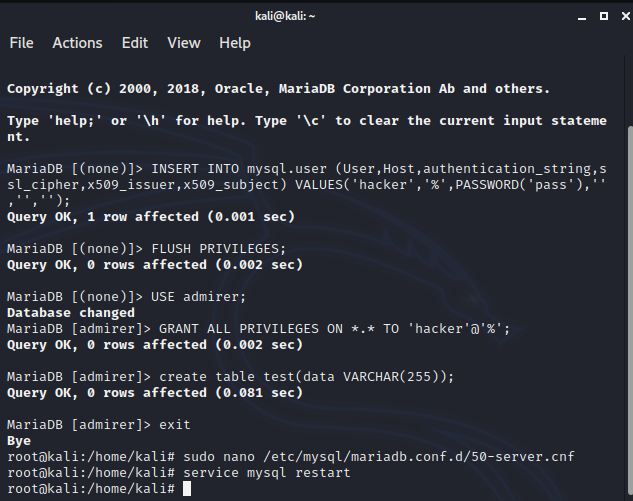 kali@kali: ~
File Actions Edit View Help
Copyright (c) 2000, 2018, Oracle, MariaDB Corporation Ab and others.
Type 'help;' or '\h' for help. Type '\c' to clear the current input stateme
nt.
MariaDB [(none)]> INSERT INTO mysql.user (User,Host,authentication_string,s
sl_cipher,x509_issuer,x509_subject) VALUES('hacker','%',PASSWORD('pass'),''
,'','');
Query OK, 1 row affected (0.001 sec)
MariaDB [(none)]> FLUSH PRIVILEGES;
Query OK, 0 rows affected (0.002 sec)
MariaDB [(none)]> USE admirer;
Database changed
MariaDB [admirer]> GRANT ALL PRIVILEGES ON *.* TO 'hacker'@'%';
Query OK, 0 rows affected (0.002 sec)
MariaDB [admirer]> create table test(data VARCHAR(255));
Query OK, 0 rows affected (0.081 sec)
MariaDB [admirer]> exit
Bye
root@kali:/home/kali# sudo nano /etc/mysql/mariadb.conf.d/50-server.cnf
root@kali:/home/kali# service mysql restart
root@kali:/home/kali#